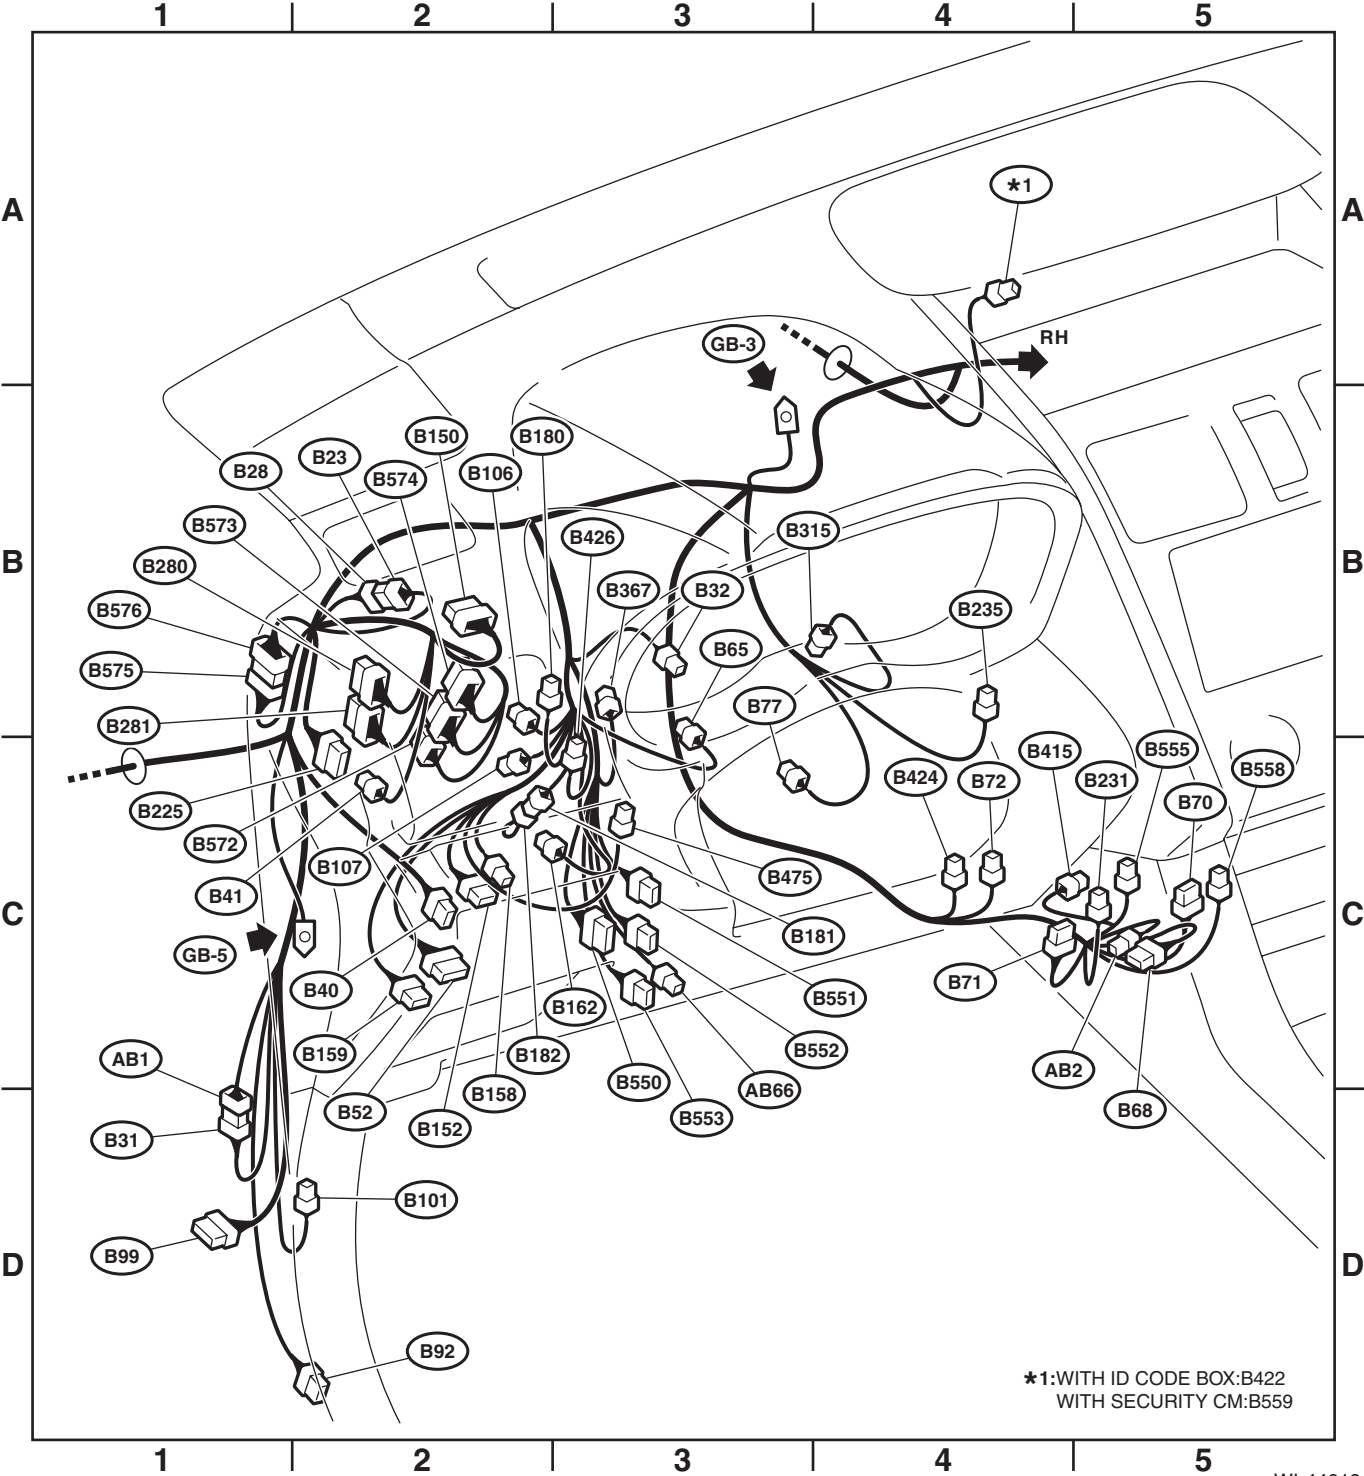 1 2 3 4 5
A A
*1
RH
GB-3
B150 B180
B23
B28 B574 B106
B573 B426 B315
B B
B280
B576 B367 B32 B235
B65
B575
B77
B281
B415 B555
B424 B72 B231 B558
B70
B225
B572
B107 B475
B41
C C
B181
GB-5
B71
B40 B551
B162
B159 B182 B552
AB1 AB2
B550
B158 AB66
B52 B68
B553
B152
B31
B101
B99
D D
B92
*1:WITH ID CODE BOX:B422
WITH SECURITY CM:B559
1 2 3 4 5